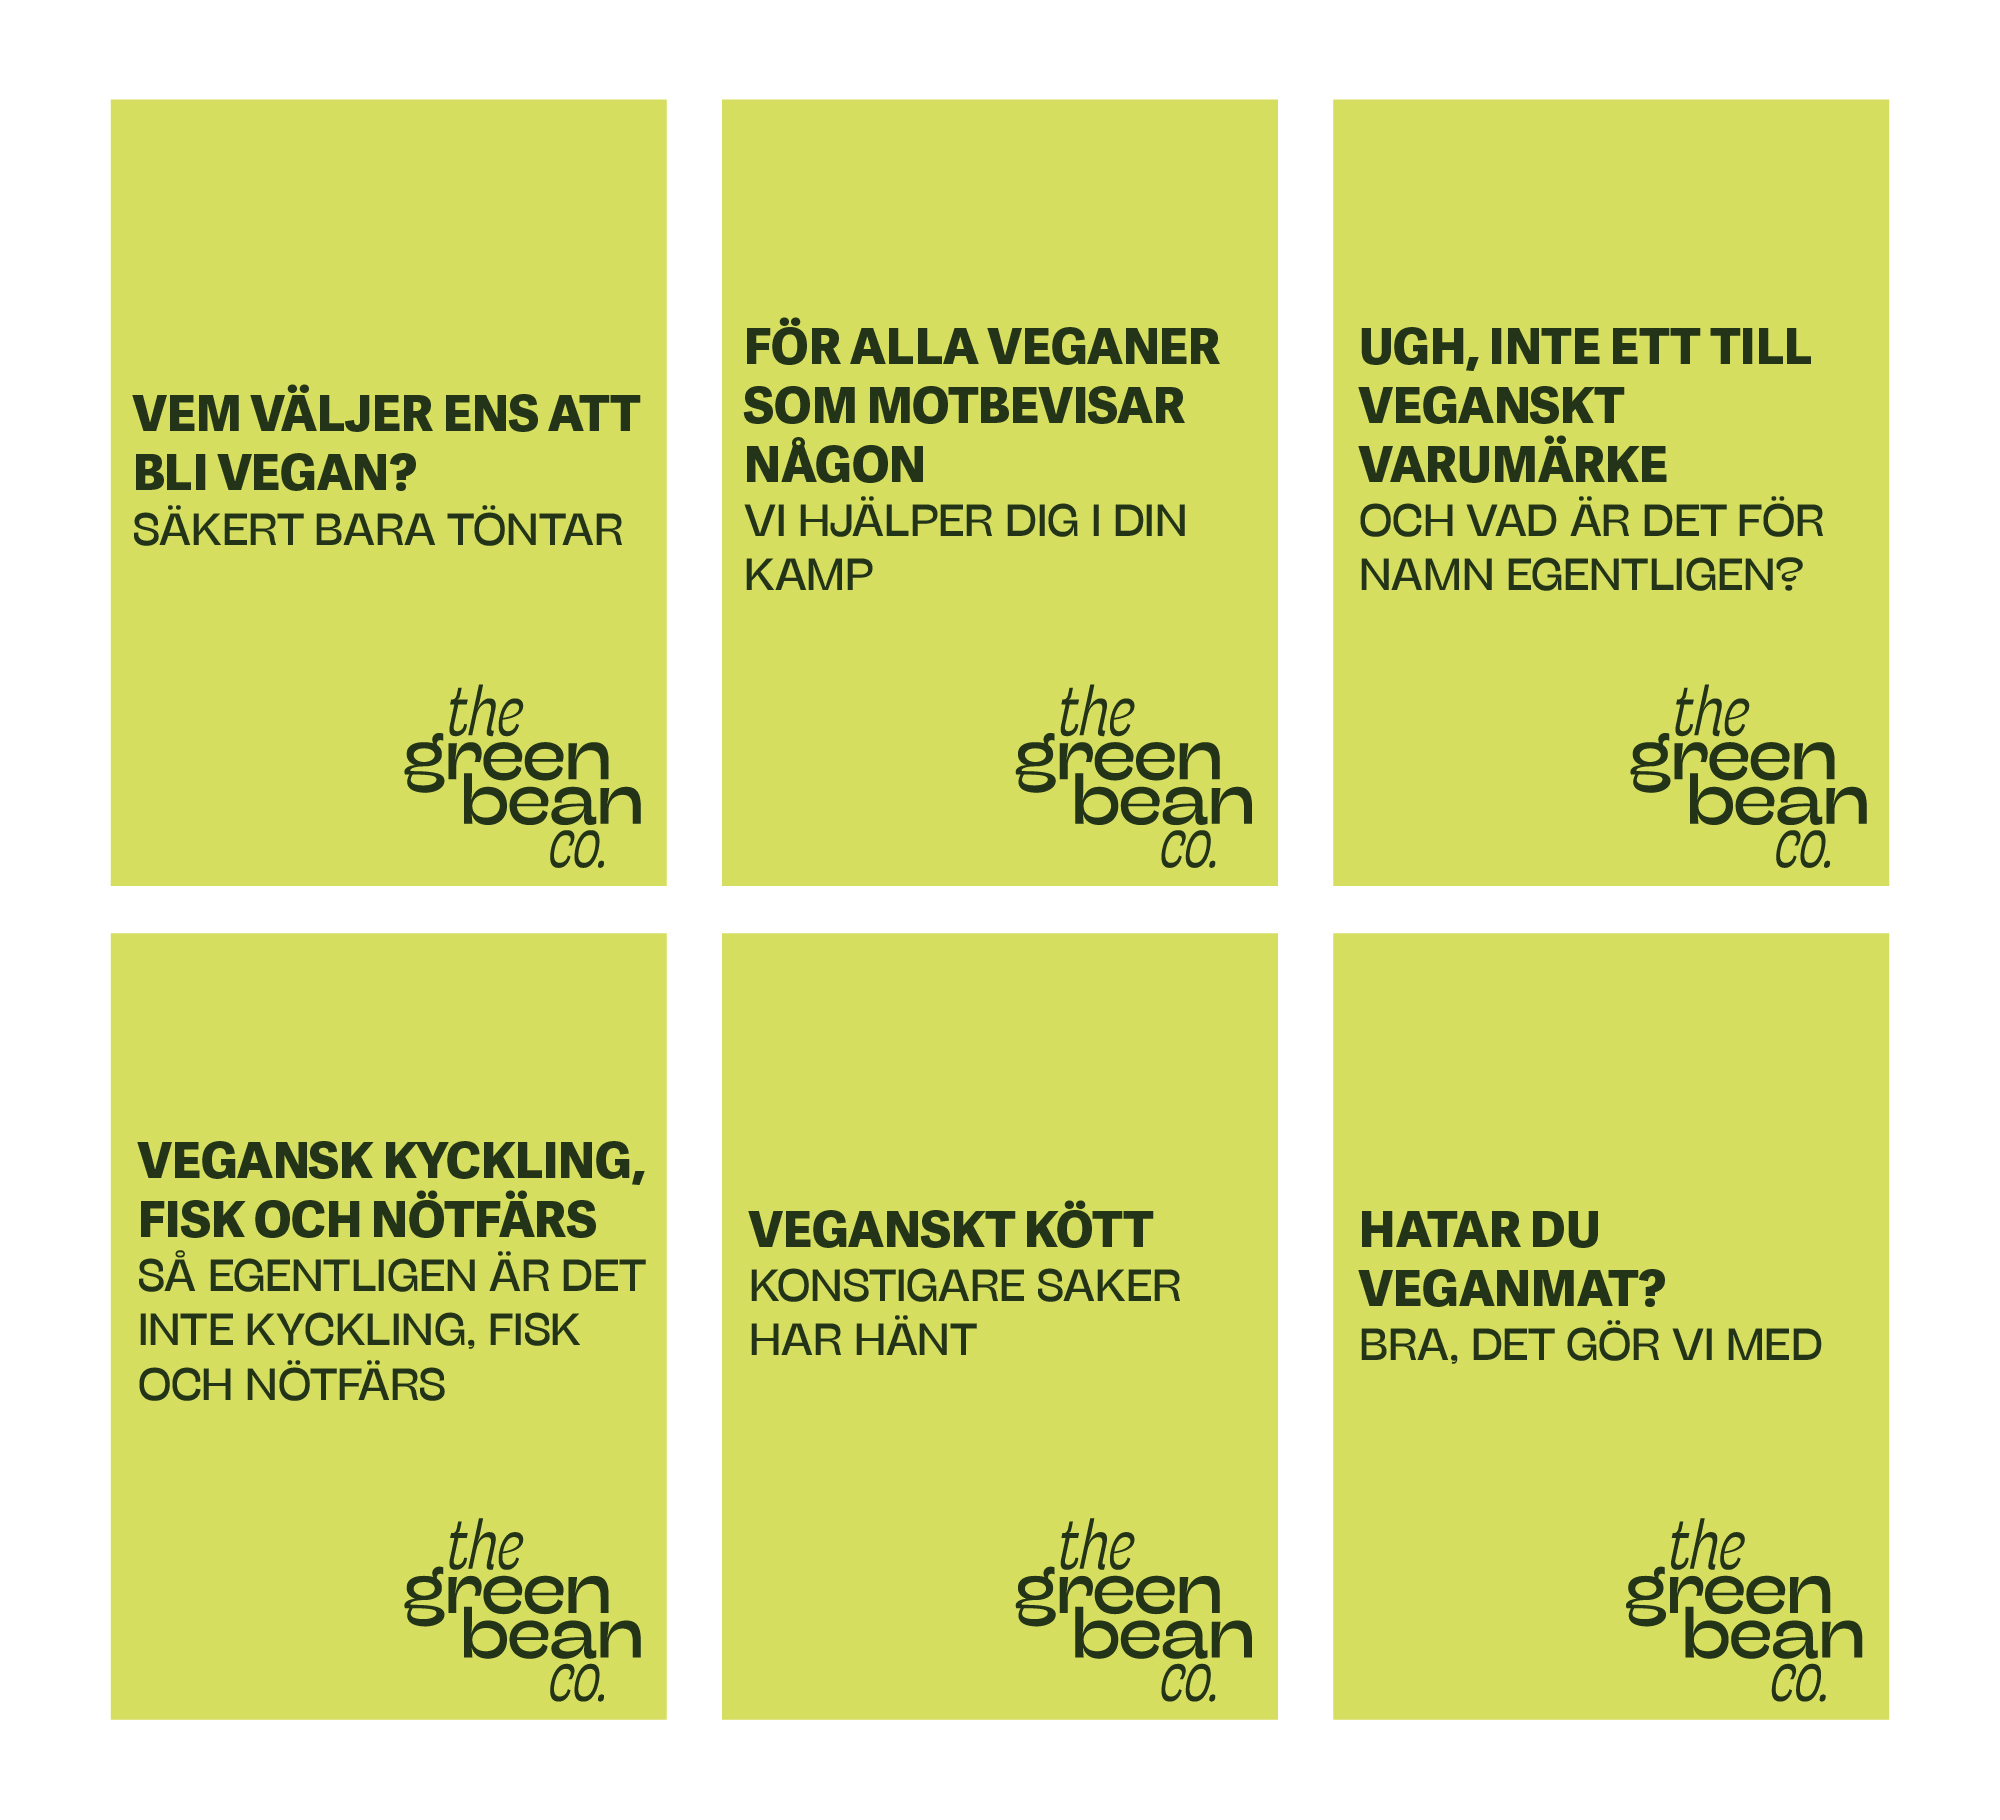 VEM VÄLJER ENS ATT
BLI VEGAN?
SÄKERT BARA TÖNTAR
the
green
bean
co.
FÖR ALLA VEGANER
SOM MOTBEVISAR
NÅGON
VI HJÄLPER DIG I DIN
KAMP
the
green
bean
co.
UGH, INTE ETT TILL
VEGANSKT
VARUMÄRKE
OCH VAD ÄR DET FÖR
NAMN EGENTLIGEN?
the
green
bean
co.
VEGANSK KYCKLING,
FISK OCH NÖTFÄRS
SÅ EGENTLIGEN ÄR DET
INTE KYCKLING, FISK
OCH NÖTFÄRS
the
green
bean
co.
VEGANSKT KÖTT
KONSTIGARE SAKER
HAR HÄNT
the
green
bean
co.
HATAR DU
VEGANMAT?
BRA, DET GÖR VI MED
the
green
bean
co.